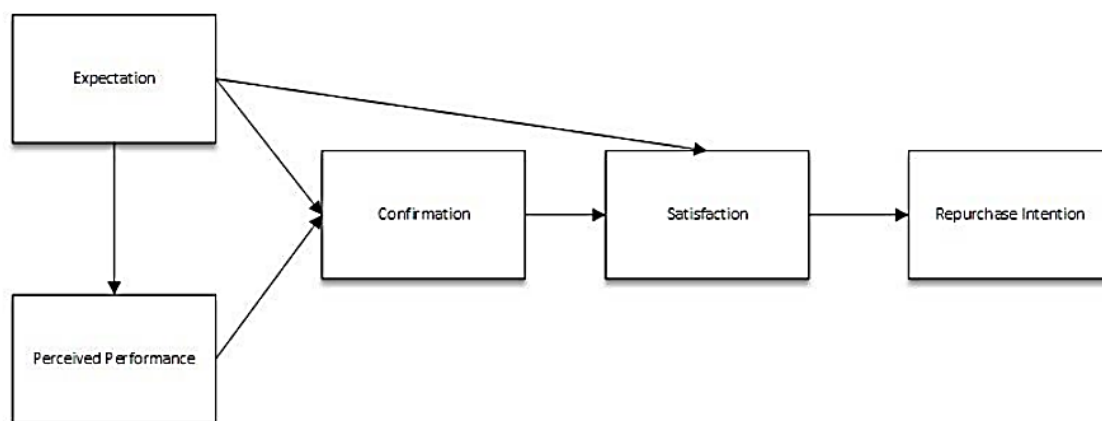 Expectation
Confirmation
Satisfaction
Repurchase Intention
Perceived Performance